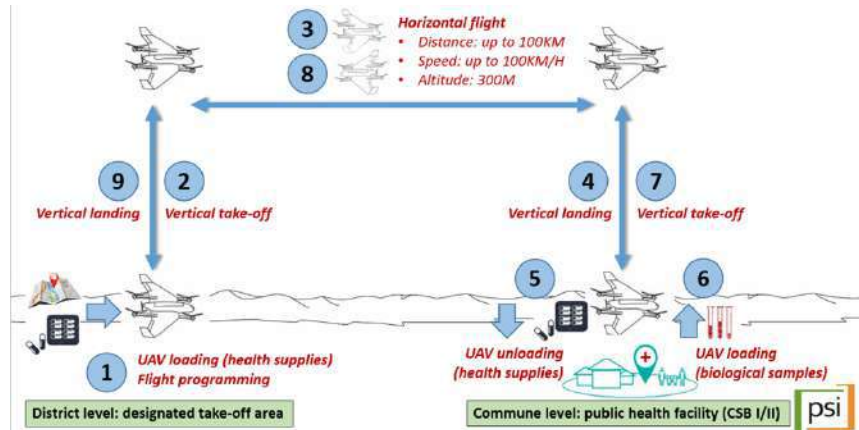 3
8
Horizontal flight
• Distance: up to 100KM
• Speed: up to 100KM/H
• Altitude: 300M
9
2
Vertical landing
Vertical take-off
4
7
Vertical landing
Vertical take-off
1
UAV loading (health supplies)
Flight programming
5
UAV unloading
(health supplies)
6
UAV loading
(biological samples)
District level: designated take-off area
Commune level: public health facility (CSB I/II)
psi